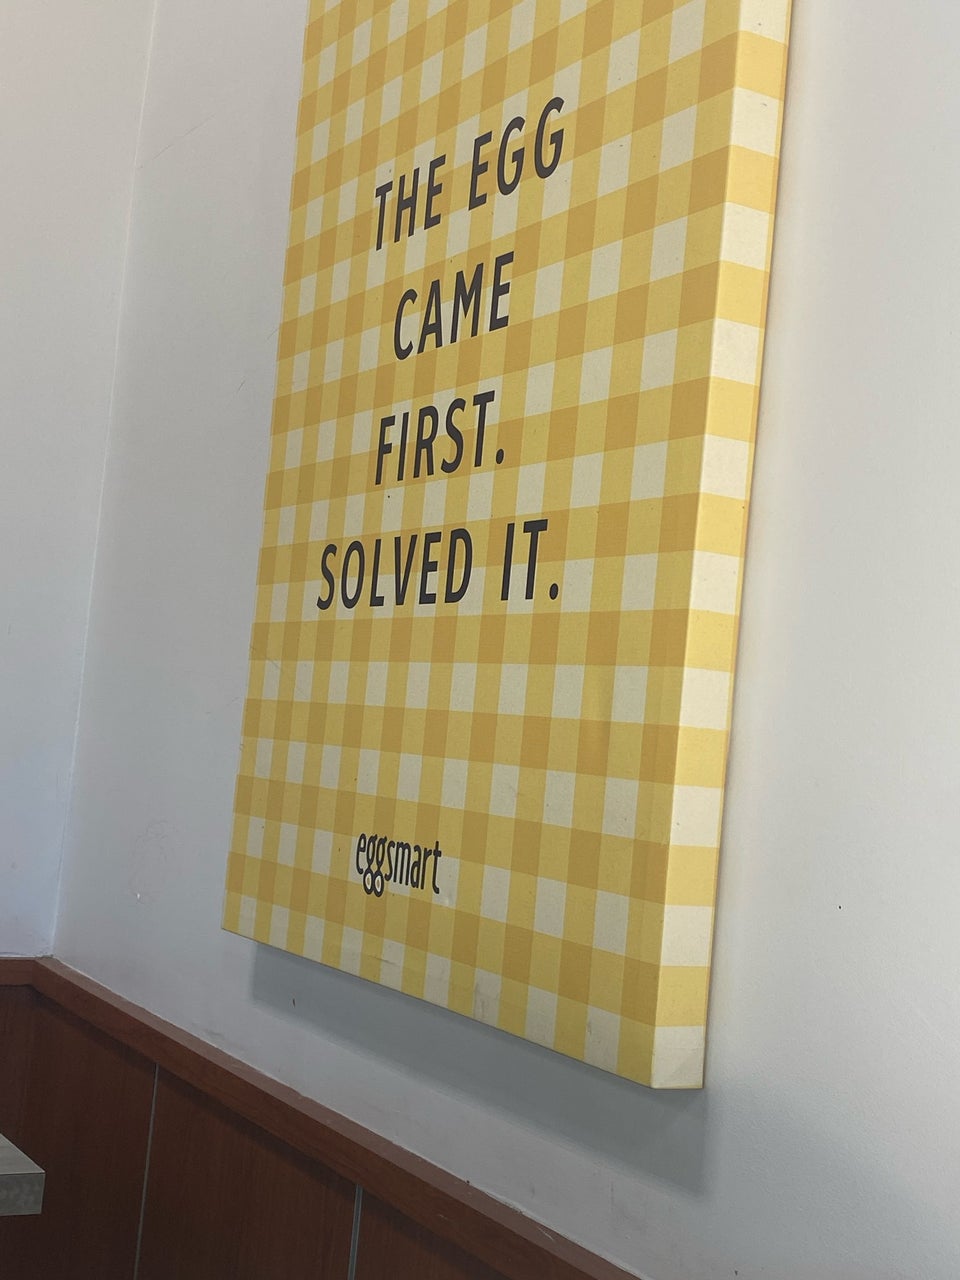 THE EGG
CAME
FIRST.
SOLVED IT.
eggsmart